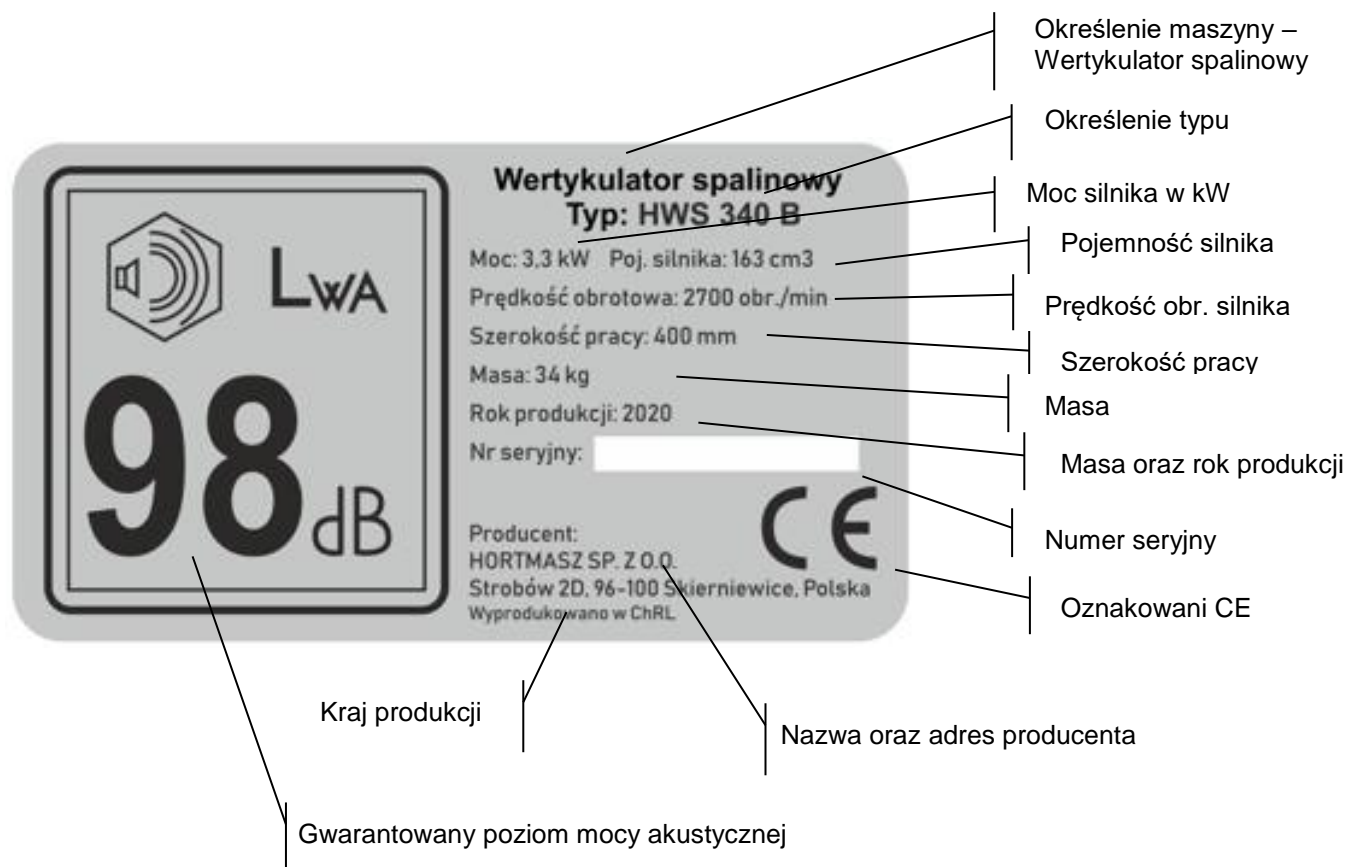 Określenie maszyny –
Wertykulator spalinowy
Określenie typu
Moc silnika w kW
Pojemność silnika
Prędkość obr. silnika
Szerokość pracy
Masa
Masa oraz rok produkcji
Numer seryjny
Oznakowani CE
LWA
98 dB
Wertykulator spalinowy
Typ: HWS 340 B
Moc: 3,3 kW Poj. silnika: 163 cm3
Prędkość obrotowa: 2700 obr./min
Szerokość pracy: 400 mm
Masa: 34 kg
Rok produkcji: 2020
Nr seryjny:
CE
Producent:
HORTMASZ SP. Z O.O.
Strobów 2D, 96-100 Skierniewice, Polska
Wyprodukowano w ChRL
Kraj produkcji
Nazwa oraz adres producenta
Gwarantowany poziom mocy akustycznej